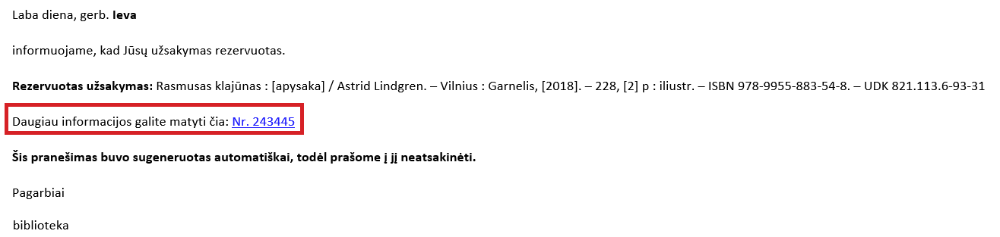 Laba diena, gerb. Ieva
informuojame, kad Jūsų užsakymas rezervuotas.
Rezervuotas užsakymas: Rasmusas klajūnas : [apysaka] / Astrid Lindgren. – Vilnius : Garnelis, [2018]. – 228, [2] p : iliustr. – ISBN 978-9955-883-54-8. – UDK 821.113.6-93-31
Daugiau informacijos galite matyti čia: Nr. 243445
Šis pranešimas buvo sugeneruotas automatiškai, todėl prašome į jį neatsakinėti.
Pagarbiai
biblioteka